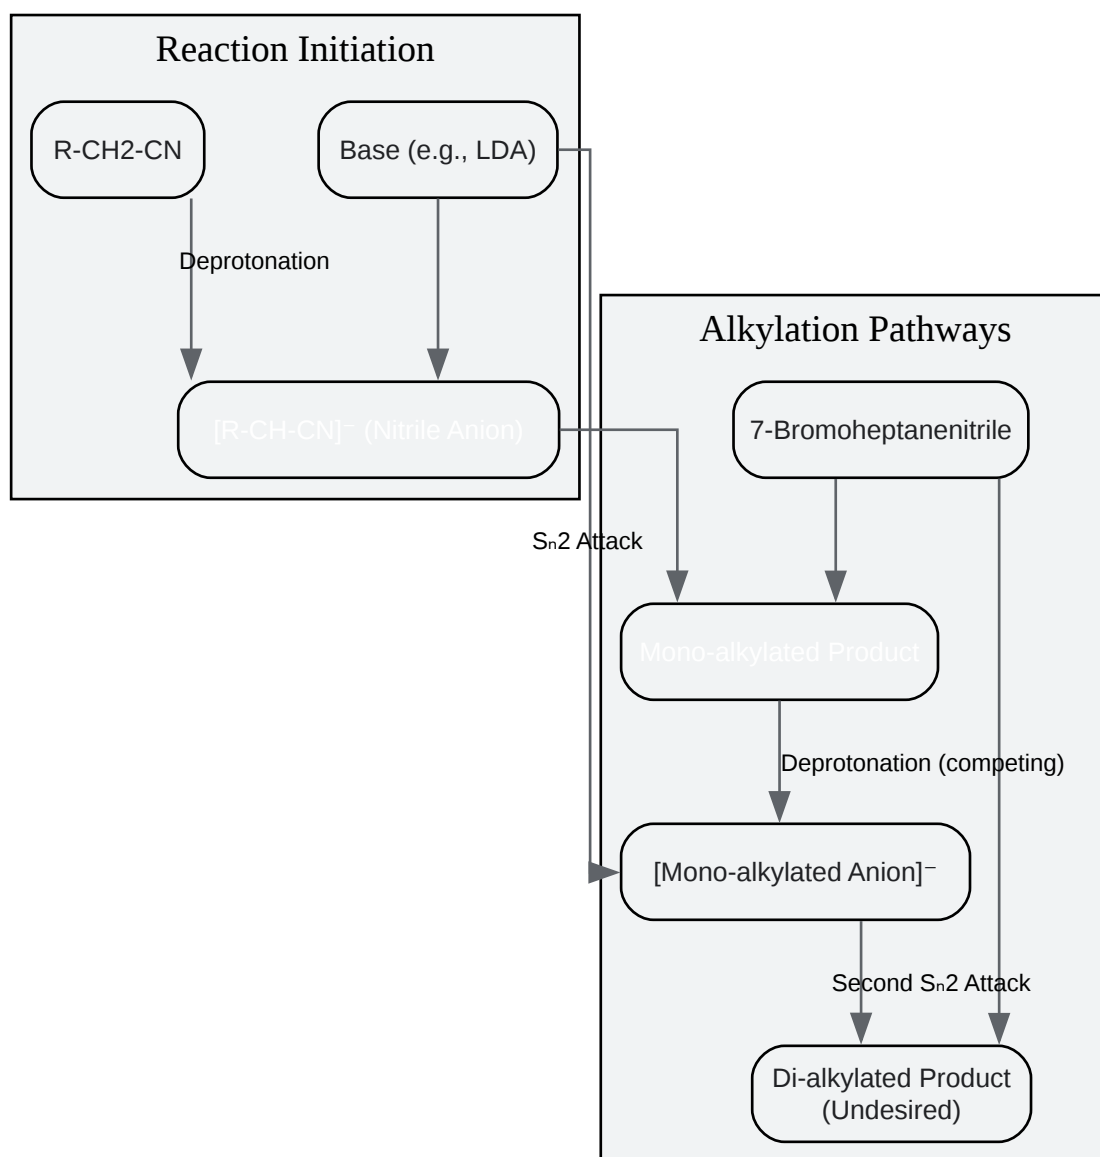 Reaction Initiation
R-CH2-CN
Base (e.g., LDA)
Deprotonation
[R-CH-CN]⁻ (Nitrile Anion)
Alkylation Pathways
7-Bromoheptanenitrile
Sₙ2 Attack
Mono-alkylated Product
Deprotonation (competing)
[Mono-alkylated Anion]⁻
Second Sₙ2 Attack
Di-alkylated Product
(Undesired)